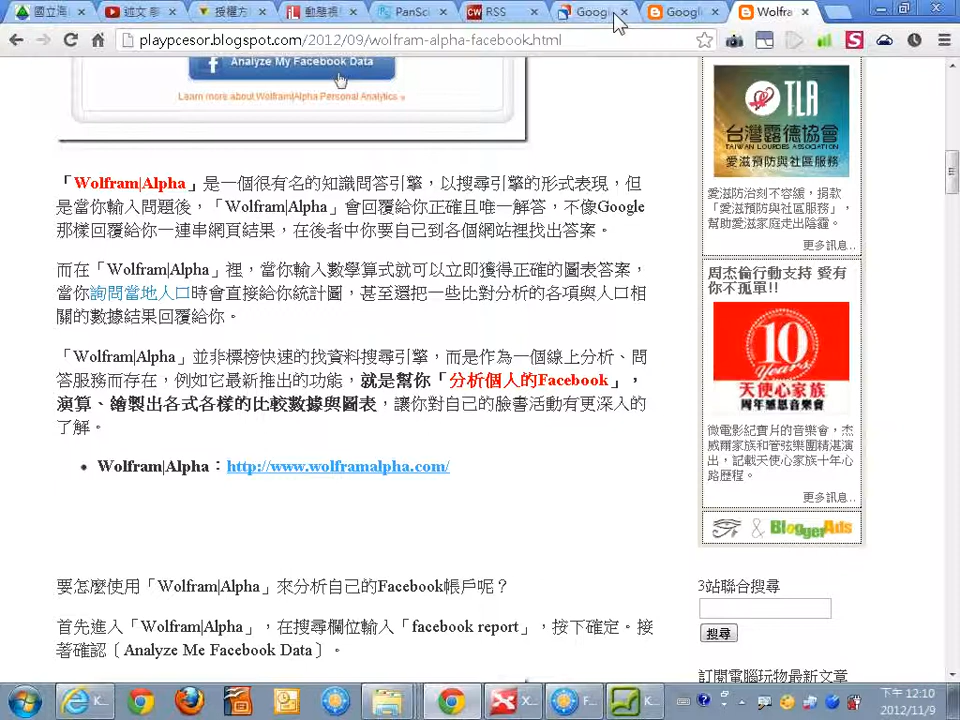 國立海
越文 影
授權方
動態視
PanSci
RSS
Googl
Googl
Wolfra
playpcesor.blogspot.com/2012/09/wolfram-alpha-facebook.html
Analyze My Facebook Data
Learn more about Wolfram|Alpha Personal Analytics »
「Wolfram|Alpha」是一個很有名的知識問答引擎，以搜尋引擎的形式表現，但
是當你輸入問題後，「Wolfram|Alpha」會回覆給你正確且唯一解答，不像Google
那樣回覆給你一連串網頁結果，在後者中你要自己到各個網站裡找出答案。
而在「Wolfram|Alpha」裡，當你輸入數學算式就可以立即獲得正確的圖表答案，
當你詢問當地人口時會直接給你統計圖，甚至還把一些比對分析的各項與人口相
關的數據結果回覆給你。
「Wolfram|Alpha」並非標榜快速的找資料搜尋引擎，而是作為一個線上分析、問
答服務而存在，例如它最新推出的功能，就是幫你「分析個人的Facebook」，
演算、繪製出各式各樣的比較數據與圖表，讓你對自己的臉書活動有更深入的
了解。
Wolfram|Alpha：http://www.wolframalpha.com/
要怎麼使用「Wolfram|Alpha」來分析自己的Facebook帳戶呢？
首先進入「Wolfram|Alpha」，在搜尋欄位輸入「facebook report」，按下確定。接
著確認〔Analyze Me Facebook Data〕。
TLA
台灣露德協會
TAIWAN LOURDES ASSOCIATION
愛滋預防與社區服務
愛滋防治刻不容緩，捐款
「愛滋預防與社區服務」，
幫助愛滋家庭走出陰霾。
更多訊息..
周杰倫行動支持 愛有
你不孤單!!
10
Years
天使心家族
周年感恩音樂會
微電影紀實片的音樂會，杰
威爾家族和管弦樂團精湛演
出，記載天使心家族十年心
路歷程。
更多訊息..
& BloggerAds
3站聯合搜尋
搜尋
訂閱電腦玩物最新文章
K...
X...
F...
K...
下午 12:10
2012/11/9